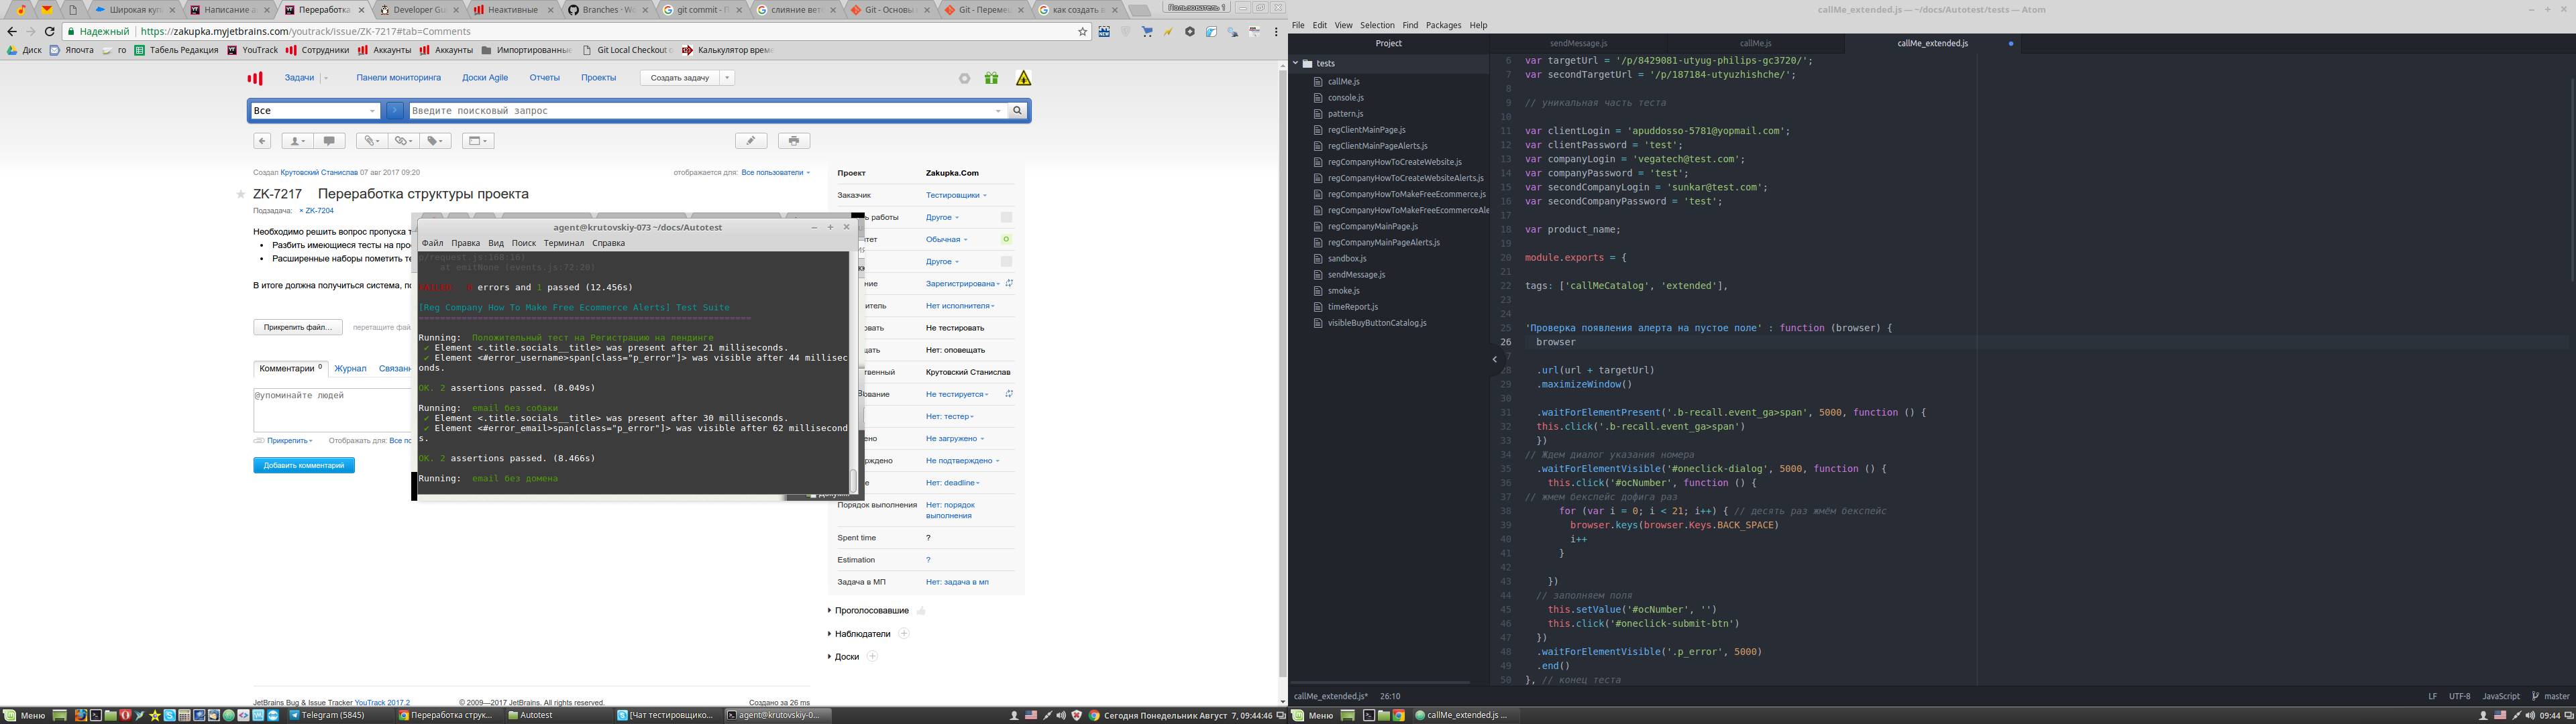 Широкая куп
Написание а
Переработка
Developer Gu
Неактивные
Branches · Wo
git commit - П
слияние вето
Git - Основы
Git - Перемещ
как создать в
Пользователь 1
Надежный
https://zakupka.myjetbrains.com/youtrack/issue/ZK-7217#tab=Comments
Диск
Япочта
го
Табель Редакция
YouTrack
Сотрудники
Аккаунты
Аккаунты
Импортированные
Git Local Checkout
Калькулятор време
Задачи
Панели мониторинга
Доски Agile
Отчеты
Проекты
Создать задачу
Все
Введите поисковый запрос
Создал Крутовский Станислав 07 авг 2017 09:20
отображается для: Все пользователи
ZK-7217 Переработка структуры проекта
Подзадача: × ZK-7204
Необходимо решить вопрос пропуска т
Разбить имеющиеся тесты на про
Расширенные наборы пометить те
В итоге должна получиться система, по
Прикрепить файл…
перетащите фай
Комментарии 0
Журнал
Связанн
@упоминайте людей
Прикрепить
Отображать для: Все по
Добавить комментарий
Проект Zakupka.Com
Заказчик Тестировщики
ь работы Другое
тет Обычная О
Другое
ние Зарегистрирована
итель Нет исполнителя
овать Не тестировать
щать Нет: оповещать
твенный Крутовский Станислав
ование Не тестируется
Нет: тестер
ено Не загружено
рждено Не подтверждено
е Нет: deadline
Порядок выполнения Нет: порядок
выполнения
Spent time ?
Estimation ?
Задача в МП Нет: задача в мп
Проголосовавшие
Наблюдатели
Доски
JetBrains Bug & Issue Tracker YouTrack 2017.2
© 2009—2017 JetBrains. All rights reserved.
Создано за 26 ms
agent@krutovskiy-073 ~/docs/Autotest
Файл Правка Вид Поиск Терминал Справка
p/request.js:168:16)
at emitNone (events.js:72:20)
errors and 1 passed (12.456s)
[Reg Company How To Make Free Ecommerce Alerts] Test Suite
==============================================================
Running: Положительный тест на Регистрацию на лендинге
✔ Element <.title.socials__title> was present after 21 milliseconds.
✔ Element <#error_username>span[class="p_error"]> was visible after 44 millisec
onds.
OK. 2 assertions passed. (8.049s)
Running: email без собаки
✔ Element <.title.socials__title> was present after 30 milliseconds.
✔ Element <#error_email>span[class="p_error"]> was visible after 62 millisecond
s.
OK. 2 assertions passed. (8.466s)
Running: email без домена
Меню
Telegram (5845)
Переработка струк…
Autotest
[Чат тестировщико…
agent@krutovskiy-0…
Сегодня Понедельник Август 7, 09:44:46
callMe_extended.js — ~/docs/Autotest/tests — Atom
File Edit View Selection Find Packages Help
Project
sendMessage.js
callMe.js
callMe_extended.js
tests
callMe.js
console.js
pattern.js
regClientMainPage.js
regClientMainPageAlerts.js
regCompanyHowToCreateWebsite.js
regCompanyHowToCreateWebsiteAlerts.js
regCompanyHowToMakeFreeEcommerce.js
regCompanyHowToMakeFreeEcommerceAle
regCompanyMainPage.js
regCompanyMainPageAlerts.js
sandbox.js
sendMessage.js
smoke.js
timeReport.js
visibleBuyButtonCatalog.js
6 var targetUrl = '/p/8429081-utyug-philips-gc3720/';
7 var secondTargetUrl = '/p/187184-utyuzhishche/';
8
9 // уникальная часть теста
10
11 var clientLogin = 'apuddosso-5781@yopmail.com';
12 var clientPassword = 'test';
13 var companyLogin = 'vegatech@test.com';
14 var companyPassword = 'test';
15 var secondCompanyLogin = 'sunkar@test.com';
16 var secondCompanyPassword = 'test';
17
18 var product_name;
19
20 module.exports = {
21
22 tags: ['callMeCatalog', 'extended'],
23
24
25 'Проверка появления алерта на пустое поле' : function (browser) {
26 browser
27
28 .url(url + targetUrl)
29 .maximizeWindow()
30
31 .waitForElementPresent('.b-recall.event_ga>span', 5000, function () {
32 this.click('.b-recall.event_ga>span')
33 })
34 // Ждем диалог указания номера
35 .waitForElementVisible('#oneclick-dialog', 5000, function () {
36 this.click('#ocNumber', function () {
37 // жмем бекспейс дофига раз
38 for (var i = 0; i < 21; i++) { // десять раз жмём бекспейс
39 browser.keys(browser.Keys.BACK_SPACE)
40 i++
41 }
42
43 })
44 // заполняем поля
45 this.setValue('#ocNumber', '')
46 this.click('#oneclick-submit-btn')
47 })
48 .waitForElementVisible('.p_error', 5000)
49 .end()
50 }, // конец теста
callMe_extended.js* 26:10
LF UTF-8 JavaScript master
Меню
callMe_extended.js …
09:44